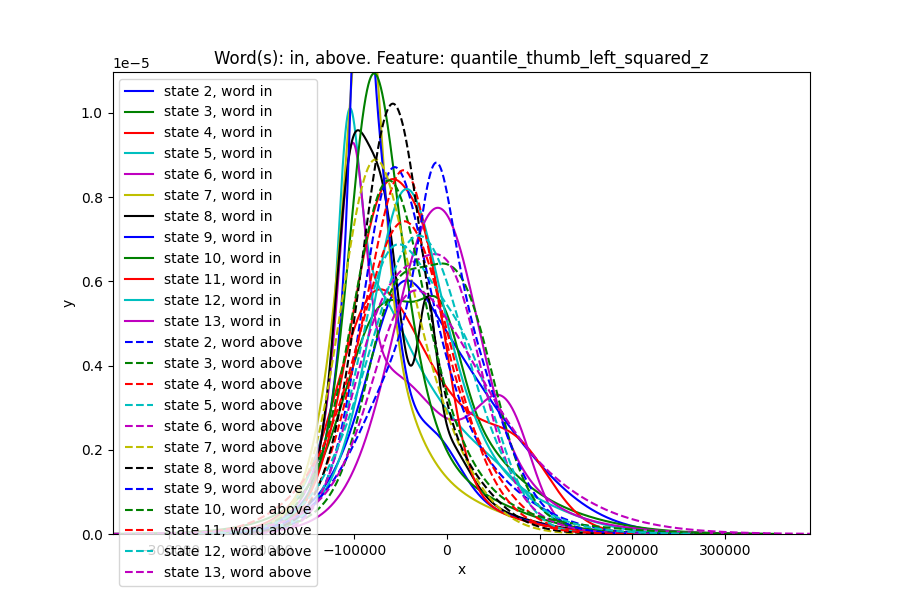 Word(s): in, above. Feature: quantile_thumb_left_squared_z
1e−5
state 2, word in
state 3, word in
state 4, word in
state 5, word in
state 6, word in
state 7, word in
state 8, word in
state 9, word in
state 10, word in
state 11, word in
state 12, word in
state 13, word in
state 2, word above
state 3, word above
state 4, word above
state 5, word above
state 6, word above
state 7, word above
state 8, word above
state 9, word above
state 10, word above
state 11, word above
state 12, word above
state 13, word above
1.0
0.8
0.6
0.4
0.2
0.0
y
−100000 0 100000 200000 300000
x